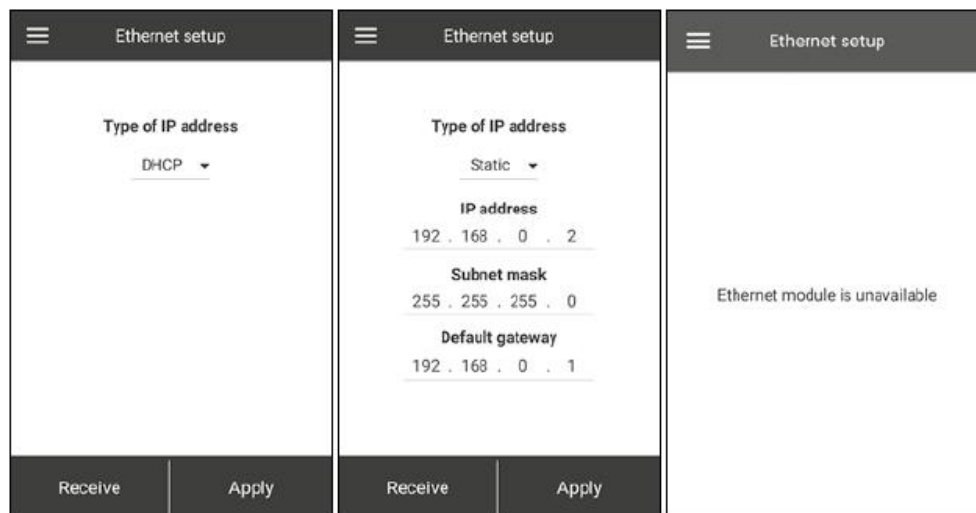 Ethernet setup
Type of IP address
DHCP
Receive
Apply
Ethernet setup
Type of IP address
Static
IP address
192 . 168 . 0 . 2
Subnet mask
255 . 255 . 255 . 0
Default gateway
192 . 168 . 0 . 1
Receive
Apply
Ethernet setup
Ethernet module is unavailable